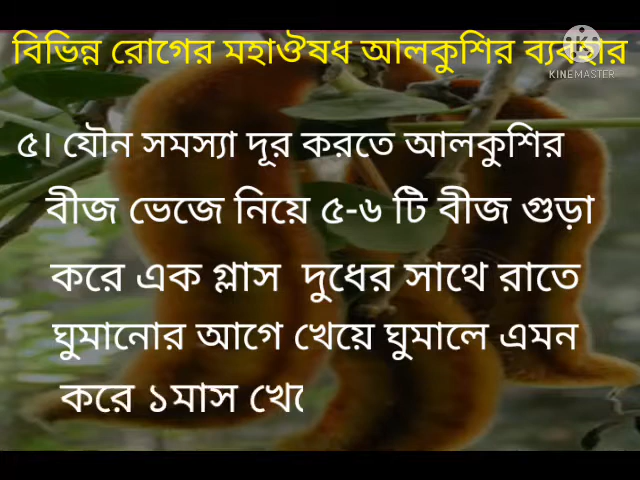 বিভিন্ন রোগের মহাঔষধ আলকুশির ব্যবহার
KINEMASTER
৫। যৌন সমস্যা দূর করতে আলকুশির
বীজ ভেজে নিয়ে ৫-৬ টি বীজ গুড়া
করে এক গ্লাস দুধের সাথে রাতে
ঘুমানোর আগে খেয়ে ঘুমালে এমন
করে ১মাস